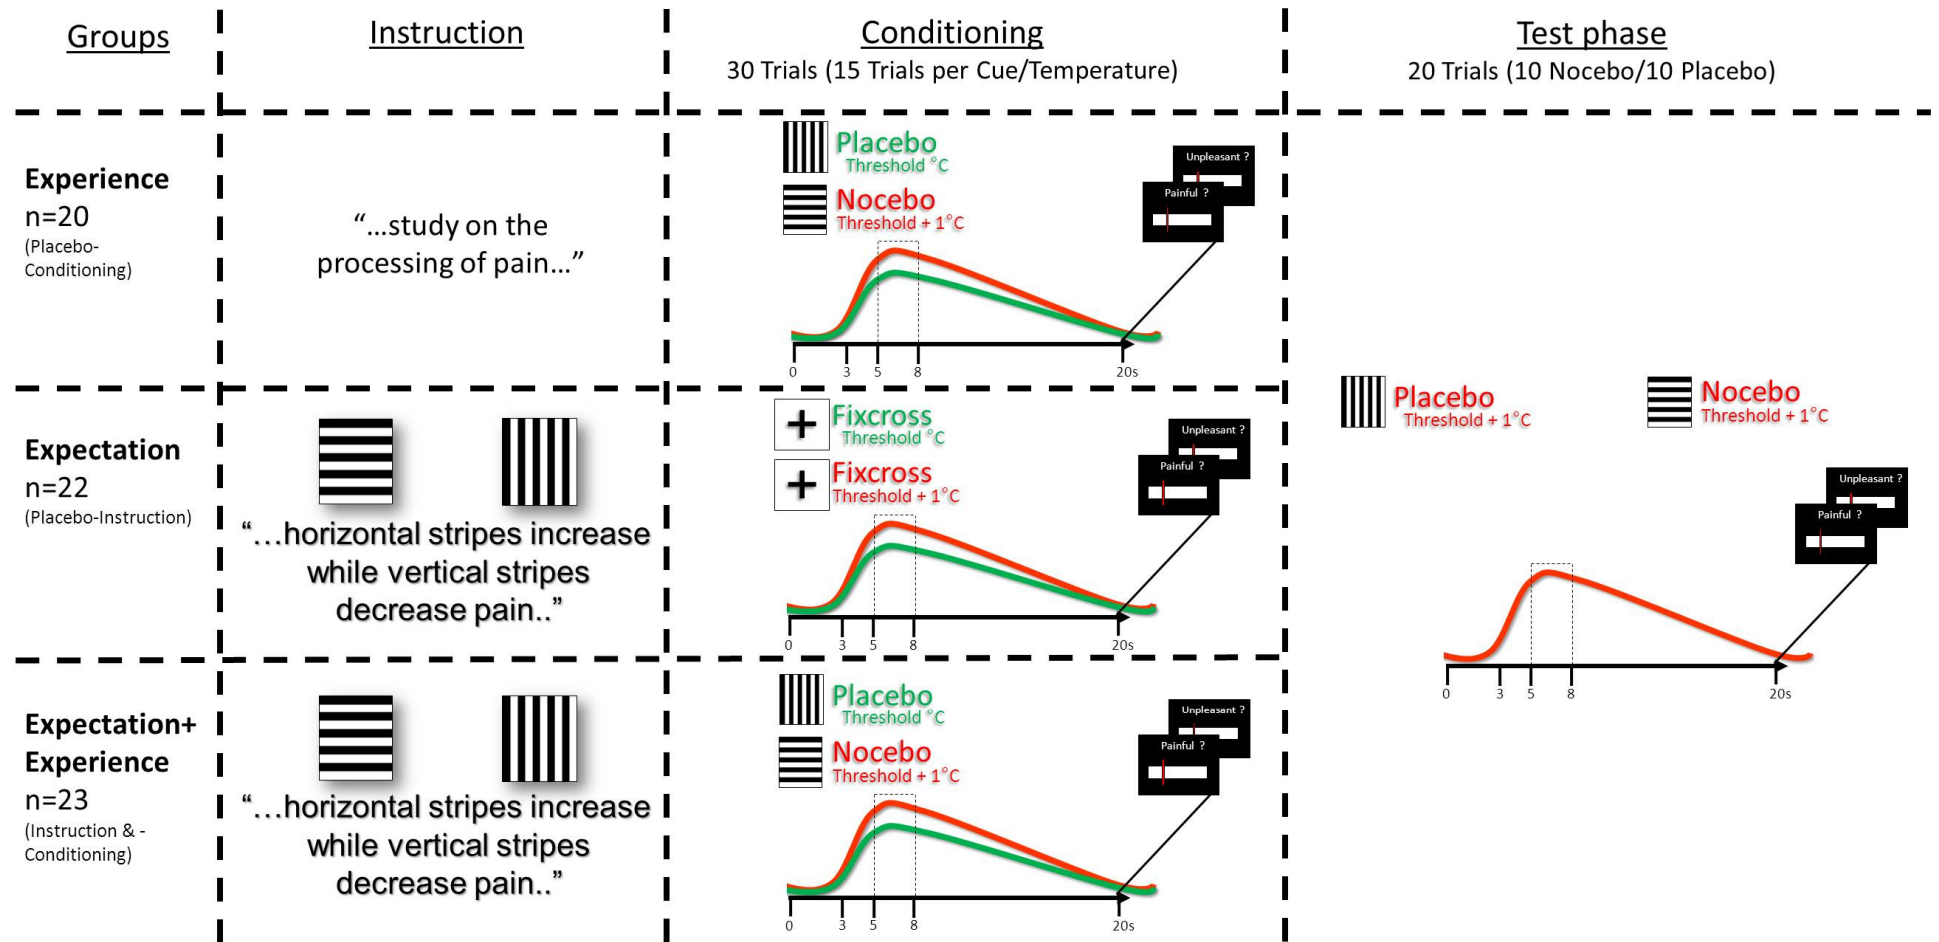 Groups
Instruction
Conditioning
30 Trials (15 Trials per Cue/Temperature)
Test phase
20 Trials (10 Nocebo/10 Placebo)
Experience
n=20
(Placebo-
Conditioning)
“…study on the
processing of pain…”
Placebo
Threshold °C
Nocebo
Threshold + 1°C
Unpleasant ?
Painful ?
0 3 5 8 20s
Expectation
n=22
(Placebo-Instruction)
“…horizontal stripes increase
while vertical stripes
decrease pain..”
Fixcross
Threshold °C
Fixcross
Threshold + 1°C
Unpleasant ?
Painful ?
0 3 5 8 20s
Placebo
Threshold + 1°C
Nocebo
Threshold + 1°C
Unpleasant ?
Painful ?
0 3 5 8 20s
Expectation+
Experience
n=23
(Instruction & -
Conditioning)
“…horizontal stripes increase
while vertical stripes
decrease pain..”
Placebo
Threshold °C
Nocebo
Threshold + 1°C
Unpleasant ?
Painful ?
0 3 5 8 20s